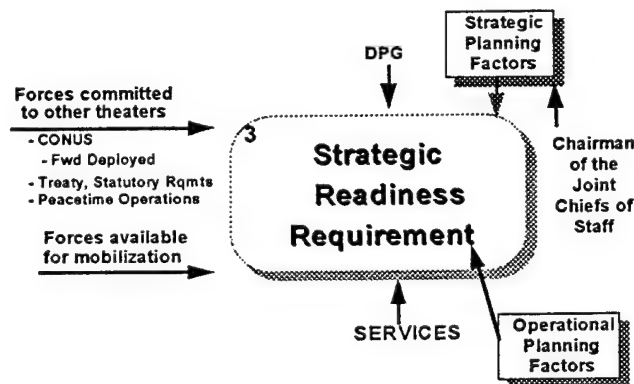 Strategic
Planning
Factors
DPG
Forces committed
to other theaters
- CONUS
- Fwd Deployed
- Treaty, Statutory Rqmts
- Peacetime Operations
Forces available
for mobilization
3
Strategic
Readiness
Requirement
Chairman
of the
Joint
Chiefs of
Staff
SERVICES
Operational
Planning
Factors